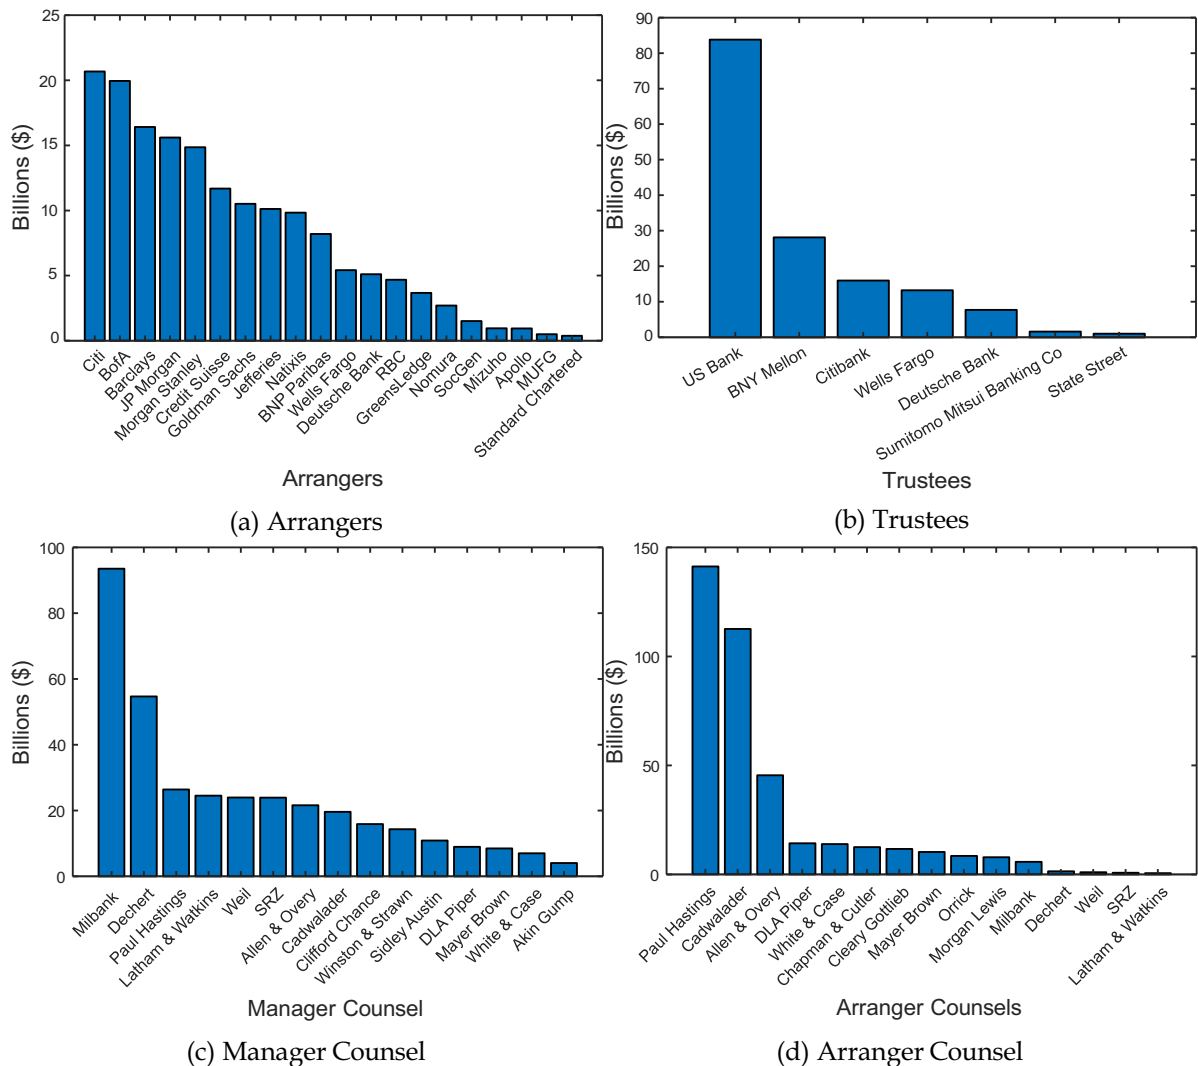 25
20
15
10
5
0
Billions ($)
Citi
BofA
Barclays
JP Morgan
Morgan Stanley
Credit Suisse
Goldman Sachs
Jefferies
Natixis
BNP Paribas
Wells Fargo
Deutsche Bank
RBC
GreensLedge
Nomura
SocGen
Mizuho
Apollo
MUFG
Standard Chartered
Arrangers
(a) Arrangers
90
80
70
60
50
40
30
20
10
0
Billions ($)
US Bank
BNY Mellon
Citibank
Wells Fargo
Deutsche Bank
Sumitomo Mitsui Banking Co
State Street
Trustees
(b) Trustees
100
80
60
40
20
0
Billions ($)
Milbank
Dechert
Paul Hastings
Latham & Watkins
Weil
SRZ
Allen & Overy
Cadwalader
Clifford Chance
Winston & Strawn
Sidley Austin
DLA Piper
Mayer Brown
White & Case
Akin Gump
Manager Counsel
(c) Manager Counsel
150
100
50
0
Billions ($)
Paul Hastings
Cadwalader
Allen & Overy
DLA Piper
White & Case
Chapman & Cutler
Cleary Gottlieb
Mayer Brown
Orrick
Morgan Lewis
Milbank
Dechert
Weil
SRZ
Latham & Watkins
Arranger Counsels
(d) Arranger Counsel